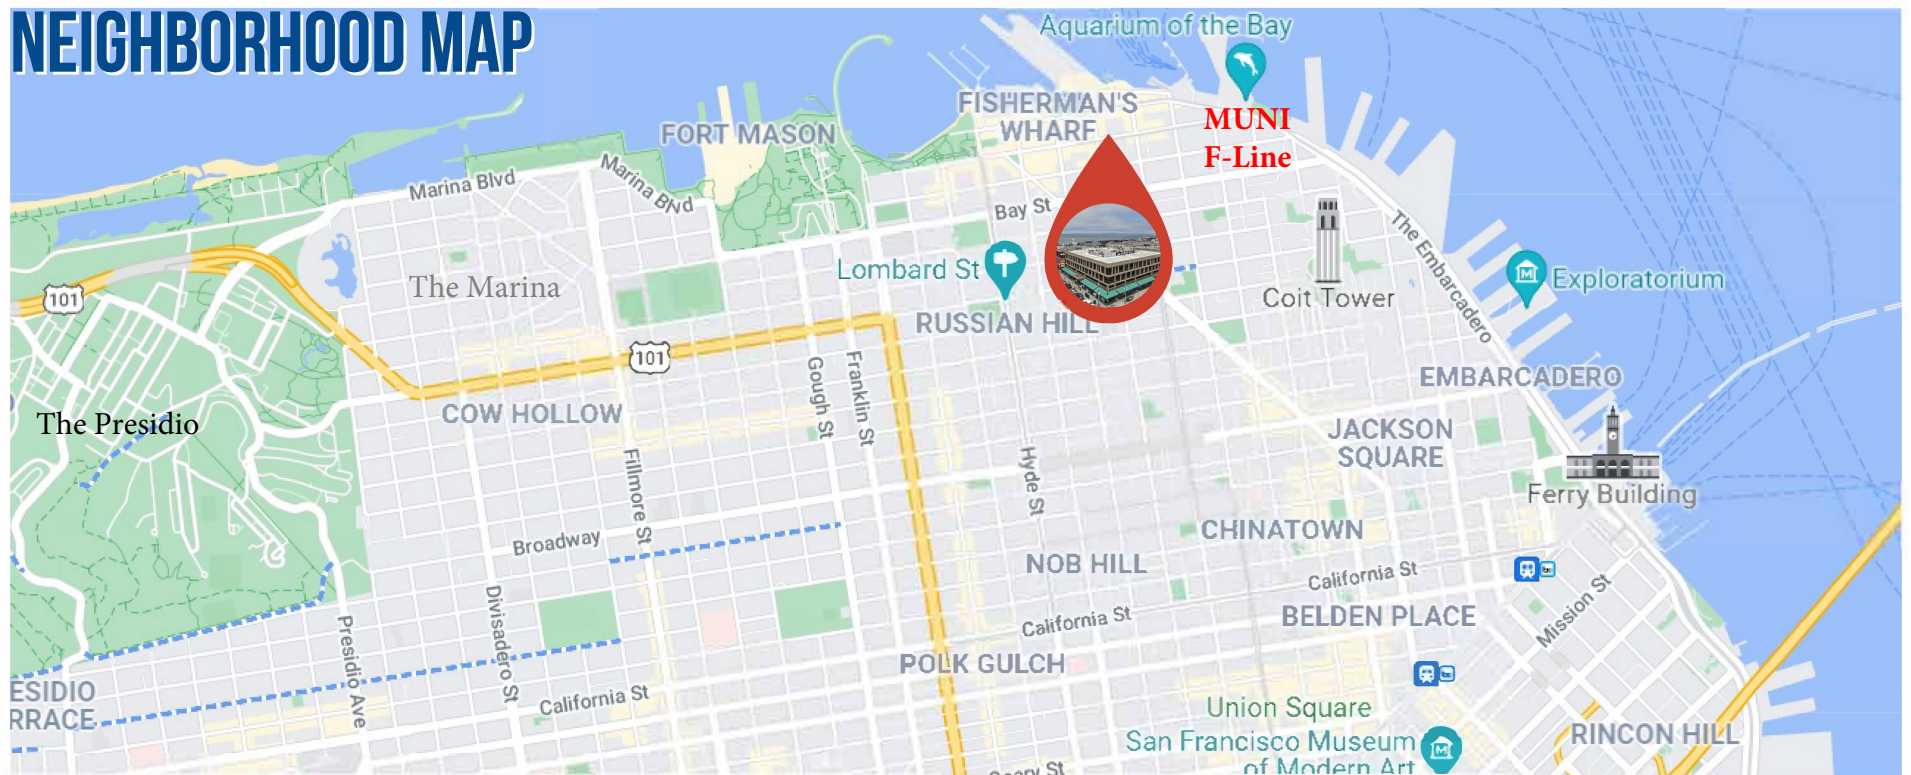 NEIGHBORHOOD MAP
Aquarium of the Bay
FISHERMAN'S
WHARF
MUNI
F-Line
FORT MASON
Marina Blvd
Marina Blvd
Bay St
The Embarcadero
Lombard St
The Marina
101
Coit Tower
Exploratorium
RUSSIAN HILL
101
Gough St
Franklin St
EMBARCADERO
COW HOLLOW
The Presidio
JACKSON
SQUARE
Fillmore St
Hyde St
Ferry Building
Broadway
CHINATOWN
NOB HILL
California St
Mission St
BELDEN PLACE
California St
Divisadero St
Presidio Ave
POLK GULCH
ESIDIO
RRACE
California St
Union Square
San Francisco Museum
of Modern Art
RINCON HILL